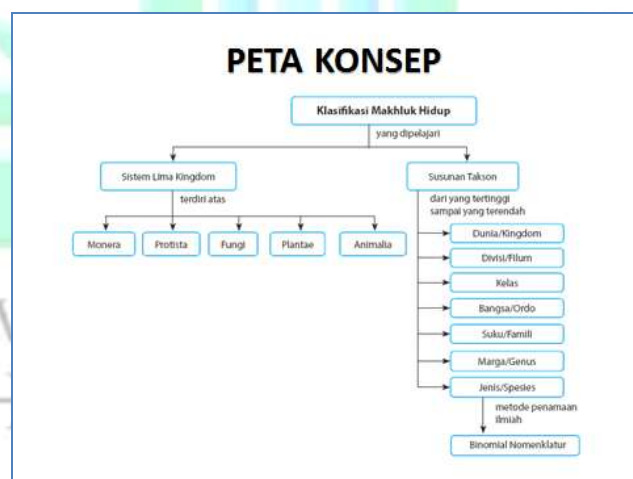 PETA KONSEP
Klasifikasi Makhluk Hidup
yang dipelajari
Sistem Lima Kingdom
Susunan Takson
terdiri atas
dari yang tertinggi
sampai yang terendah
Monera
Protista
Fungi
Plantae
Animalia
Dunia/Kingdom
Divisi/Filum
Kelas
Bangsa/Ordo
Suku/Famili
Marga/Genus
Jenis/Spesies
metode penamaan
ilmiah
Binomial Nomenklatur